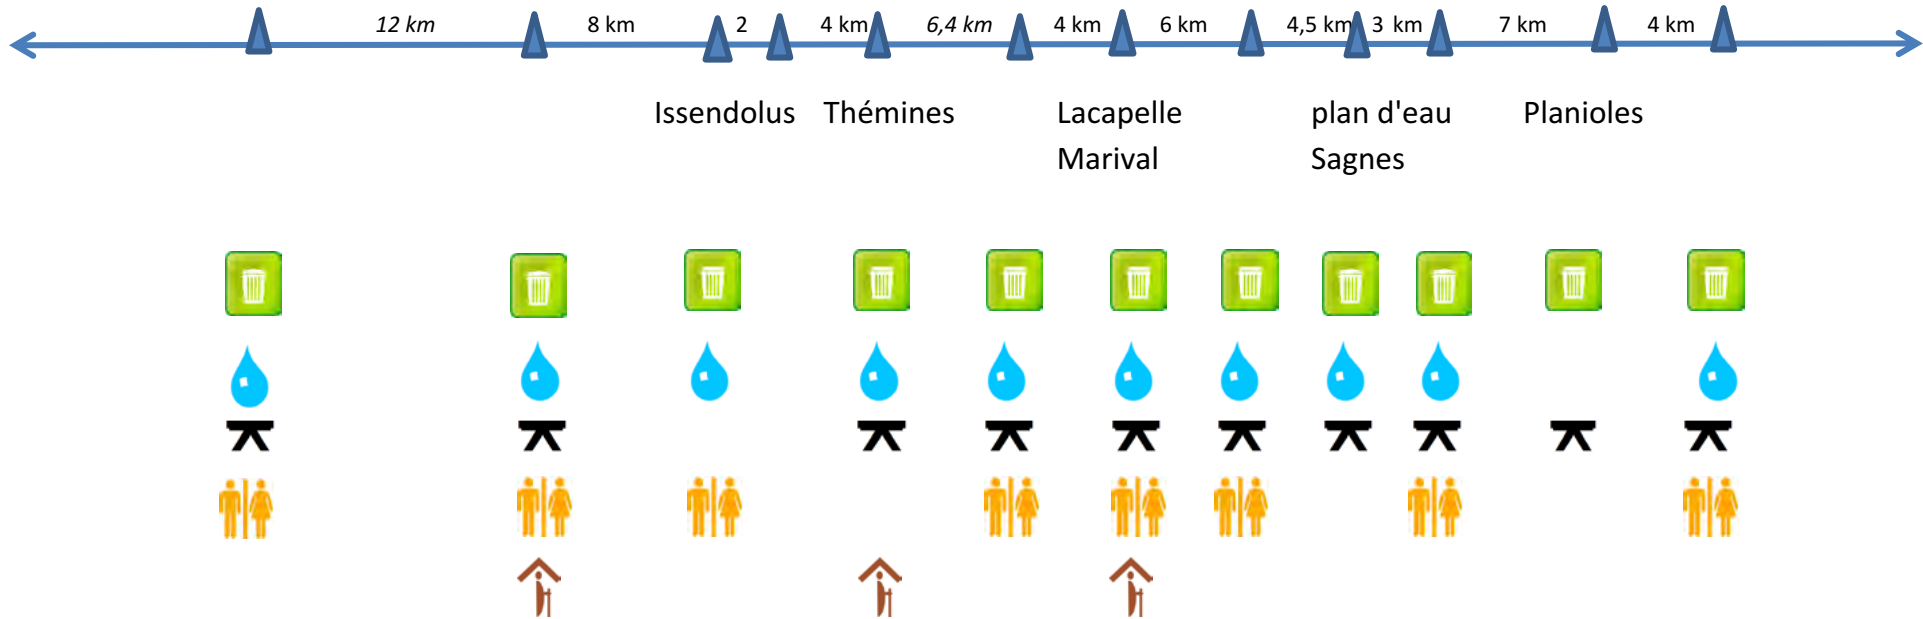 12 km 8 km 2 4 km 6,4 km 4 km 6 km 4,5 km 3 km 7 km 4 km
Issendolus Thémines Lacapelle plan d'eau Planioles
Marival Sagnes